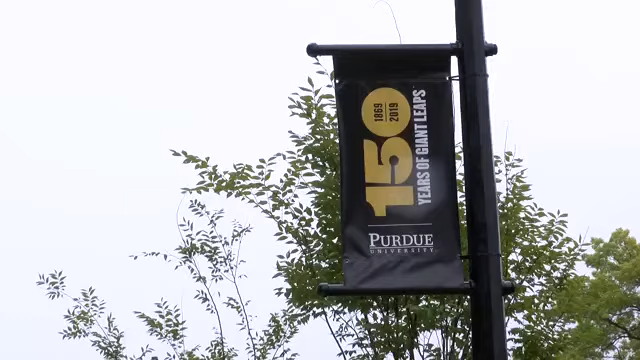 150
1869
2019
YEARS OF GIANT LEAPS
PURDUE
UNIVERSITY